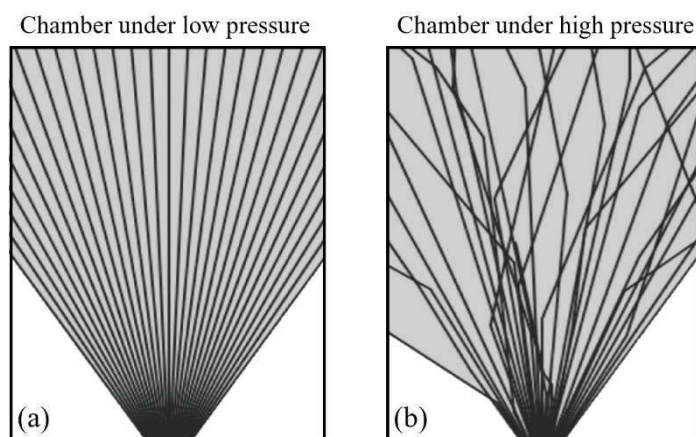 Chamber under low pressure
Chamber under high pressure
(a)
(b)